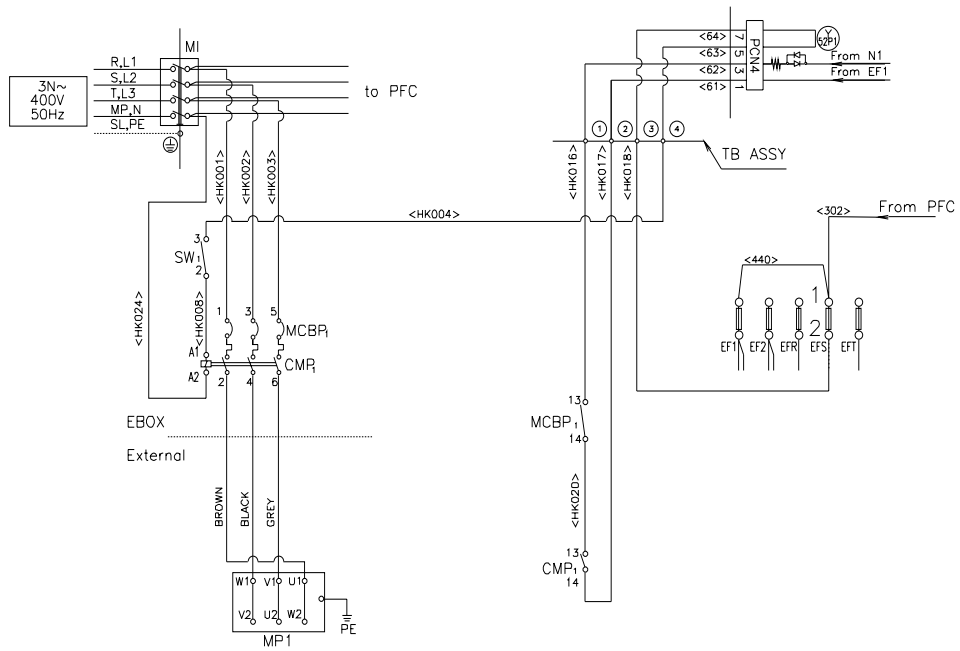 MI
R,L1
S,L2
T,L3
MP,N
SL,PE
3N~
400V
50Hz
to PFC
<HK001>
<HK002>
<HK003>
<HK004>
<HK024>
<HK008>
3
SW1
2
1
3
5
MCBP1
A1
A2
CMP1
2
4
6
EBOX
External
BROWN
BLACK
GREY
W1
V1
U1
V2
U2
W2
MP1
PE
<64>
<63>
<62>
<61>
7
5
3
1
PCN4
Y
52P1
From N1
From EF1
1
2
3
4
TB ASSY
<HK016>
<HK017>
<HK018>
<302>
From PFC
<440>
1
2
EF1
EF2
EFR
EFS
EFT
13
MCBP1
14
<HK020>
13
CMP1
14